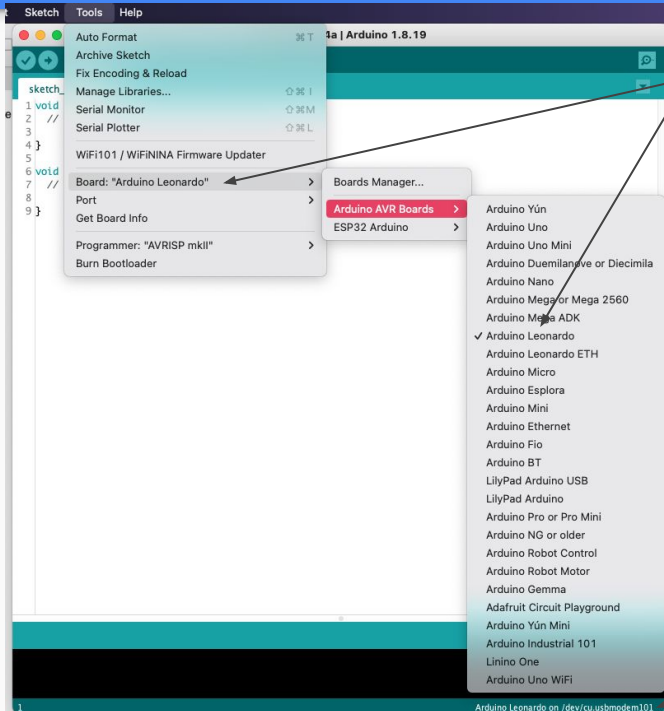 Sketch Tools Help
4a | Arduino 1.8.19
Auto Format ⌘ T
Archive Sketch
Fix Encoding & Reload
Manage Libraries... ⇧ ⌘ I
Serial Monitor ⇧ ⌘ M
Serial Plotter ⇧ ⌘ L
WiFi101 / WiFiNINA Firmware Updater
Board: "Arduino Leonardo" >
Port >
Get Board Info
Programmer: "AVRISP mkII" >
Burn Bootloader
sketch_
1 void
2 //
3
4 }
5
6 void
7 //
8
9 }
Boards Manager...
Arduino AVR Boards >
ESP32 Arduino >
Arduino Yún
Arduino Uno
Arduino Uno Mini
Arduino Duemilanove or Diecimila
Arduino Nano
Arduino Mega or Mega 2560
Arduino Mega ADK
✓ Arduino Leonardo
Arduino Leonardo ETH
Arduino Micro
Arduino Esplora
Arduino Mini
Arduino Ethernet
Arduino Fio
Arduino BT
LilyPad Arduino USB
LilyPad Arduino
Arduino Pro or Pro Mini
Arduino NG or older
Arduino Robot Control
Arduino Robot Motor
Arduino Gemma
Adafruit Circuit Playground
Arduino Yún Mini
Arduino Industrial 101
Linino One
Arduino Uno WiFi
1
Arduino Leonardo on /dev/cu.usbmodem101